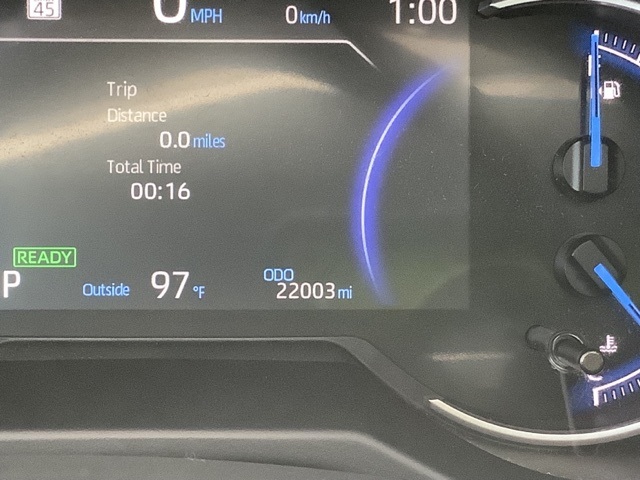 45 0 MPH 0 km/h 1:00
Trip
Distance
0.0 miles
Total Time
00:16
READY
P Outside 97 °F ODO 22003 mi